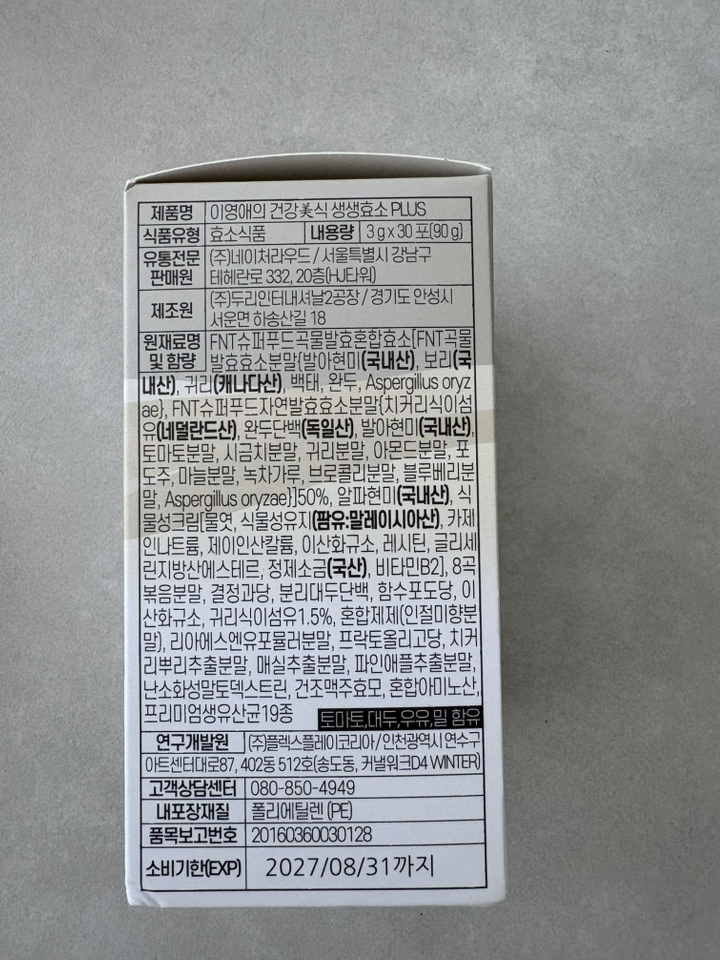 제품명 이영애의 건강美식 생생효소 PLUS
식품유형 효소식품 내용량 3 g x 30 포(90 g)
유통전문 판매원 (주)네이처라우드 / 서울특별시 강남구
테헤란로 332, 20층(HJ타워)
제조원 (주)두리인터내셔날2공장 / 경기도 안성시
서운면 하송산길 18
원재료명 및 함량 FNT슈퍼푸드곡물발효혼합효소[FNT곡물
발효효소분말{발아현미(국내산), 보리(국
내산), 귀리(캐나다산), 백태, 완두, Aspergillus oryz
ae}, FNT슈퍼푸드자연발효효소분말{치커리식이섬
유(네덜란드산), 완두단백(독일산), 발아현미(국내산),
토마토분말, 시금치분말, 귀리분말, 아몬드분말, 포
도주, 마늘분말, 녹차가루, 브로콜리분말, 블루베리분
말, Aspergillus oryzae}]50%, 알파현미(국내산), 식
물성크림[물엿, 식물성유지(팜유:말레이시아산), 카제
인나트륨, 제이인산칼륨, 이산화규소, 레시틴, 글리세
린지방산에스테르, 정제소금(국산), 비타민B2], 8곡
볶음분말, 결정과당, 분리대두단백, 함수포도당, 이
산화규소, 귀리식이섬유1.5%, 혼합제제(인절미향분
말), 리아에스엔유포뮬러분말, 프락토올리고당, 치커
리뿌리추출분말, 매실추출분말, 파인애플추출분말,
난소화성말토덱스트린, 건조맥주효모, 혼합아미노산,
프리미엄생유산균19종 토마토,대두,우유,밀 함유
연구개발원 (주)플렉스플레이코리아/인천광역시 연수구
아트센터대로87, 402동 512호(송도동, 커낼워크D4 WINTER)
고객상담센터 080-850-4949
내포장재질 폴리에틸렌 (PE)
품목보고번호 20160360030128
소비기한(EXP) 2027/08/31까지